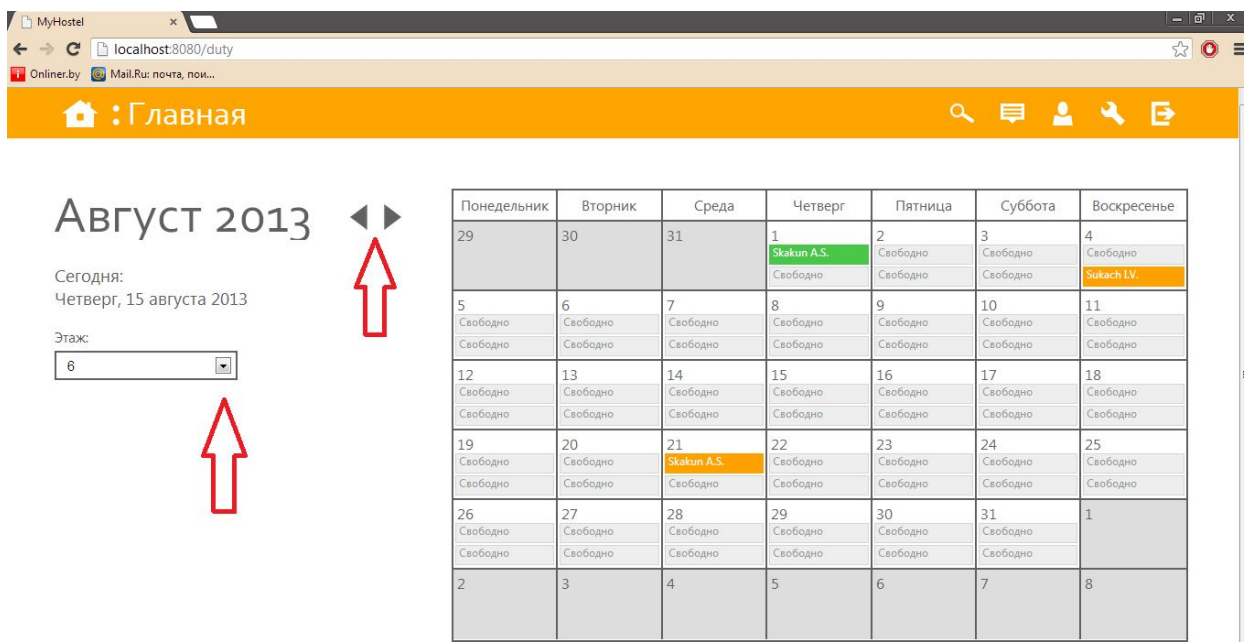 MyHostel
localhost:8080/duty
Onliner.by Mail.Ru: почта, пои...
: Главная
Август 2013
Сегодня:
Четверг, 15 августа 2013
Этаж:
6
Понедельник Вторник Среда Четверг Пятница Суббота Воскресенье
29 30 31 1 2 3 4
Skakun A.S. Свободно Свободно Свободно
Свободно Свободно Свободно Sukach I.V.
5 6 7 8 9 10 11
Свободно Свободно Свободно Свободно Свободно Свободно Свободно
Свободно Свободно Свободно Свободно Свободно Свободно Свободно
12 13 14 15 16 17 18
Свободно Свободно Свободно Свободно Свободно Свободно Свободно
Свободно Свободно Свободно Свободно Свободно Свободно Свободно
19 20 21 22 23 24 25
Свободно Свободно Skakun A.S. Свободно Свободно Свободно Свободно
Свободно Свободно Свободно Свободно Свободно Свободно Свободно
26 27 28 29 30 31 1
Свободно Свободно Свободно Свободно Свободно Свободно
Свободно Свободно Свободно Свободно Свободно Свободно
2 3 4 5 6 7 8